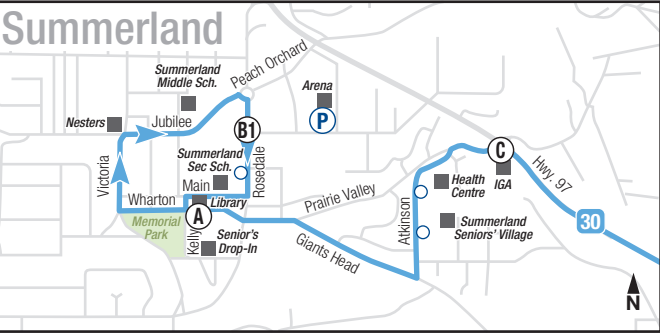 Summerland
Summerland
Middle Sch.
Peach Orchard
Arena
P
Nesters
Jubilee
B1
Summerland
Sec Sch.
Rosedale
Victoria
Main
Library
Wharton
A
Memorial
Park
Kelly
Senior's
Drop-In
Prairie Valley
Giants Head
Atkinson
C
IGA
Health
Centre
Hwy. 97
30
Summerland
Seniors' Village
N